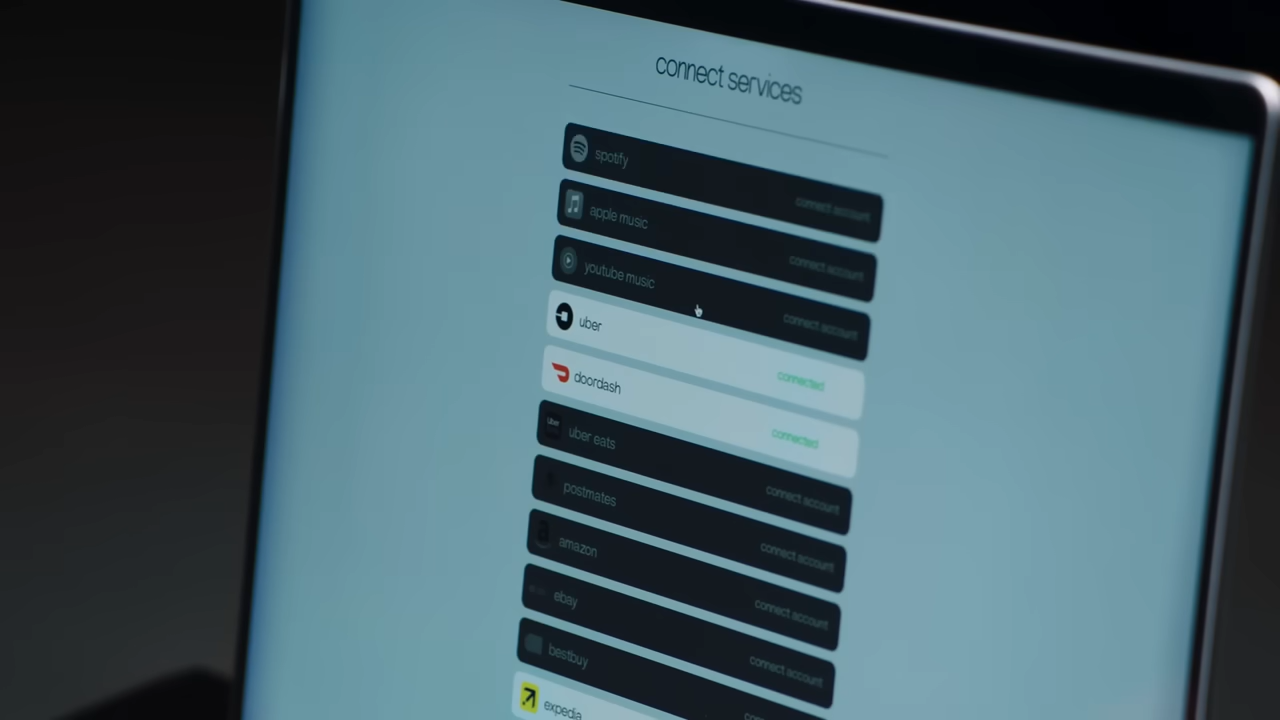 connect services
spotify connect account
apple music connect account
youtube music connect account
uber connected
doordash connected
Uber uber eats connect account
postmates connect account
amazon connect account
ebay connect account
bestbuy
expedia